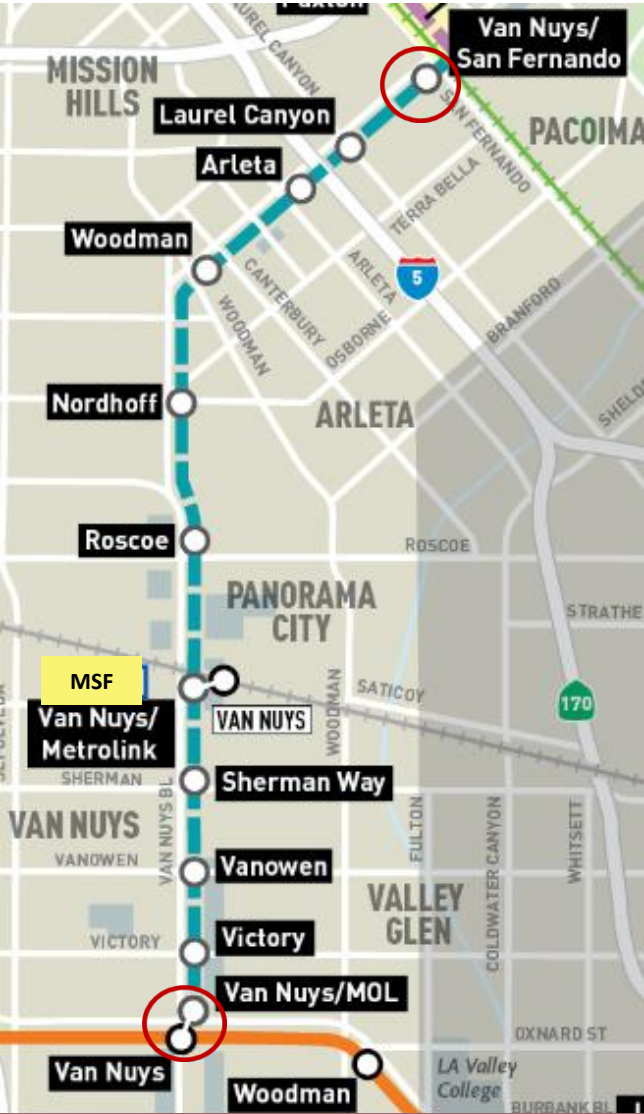 Paxton
Van Nuys/
San Fernando
LAUREL CANYON
MISSION
HILLS
Laurel Canyon
SAN FERNANDO
PACOIMA
Arleta
TERRA BELLA
Woodman
5
CANTERBURY
ARLETA
WOODMAN
OSBORNE
BRANFORD
Nordhoff
ARLETA
Roscoe
ROSCOE
PANORAMA
CITY
STRATHE
MSF
VAN NUYS
SATICOY
WOODMAN
170
Van Nuys/
Metrolink
SHERMAN
Sherman Way
VAN NUYS BL
VAN NUYS
VANOWEN
Vanowen
FULTON
COLDWATER CANYON
WHITSETT
VALLEY
GLEN
VICTORY
Victory
Van Nuys/MOL
OXNARD ST
Van Nuys
Woodman
LA Valley
College
BURBANK BL